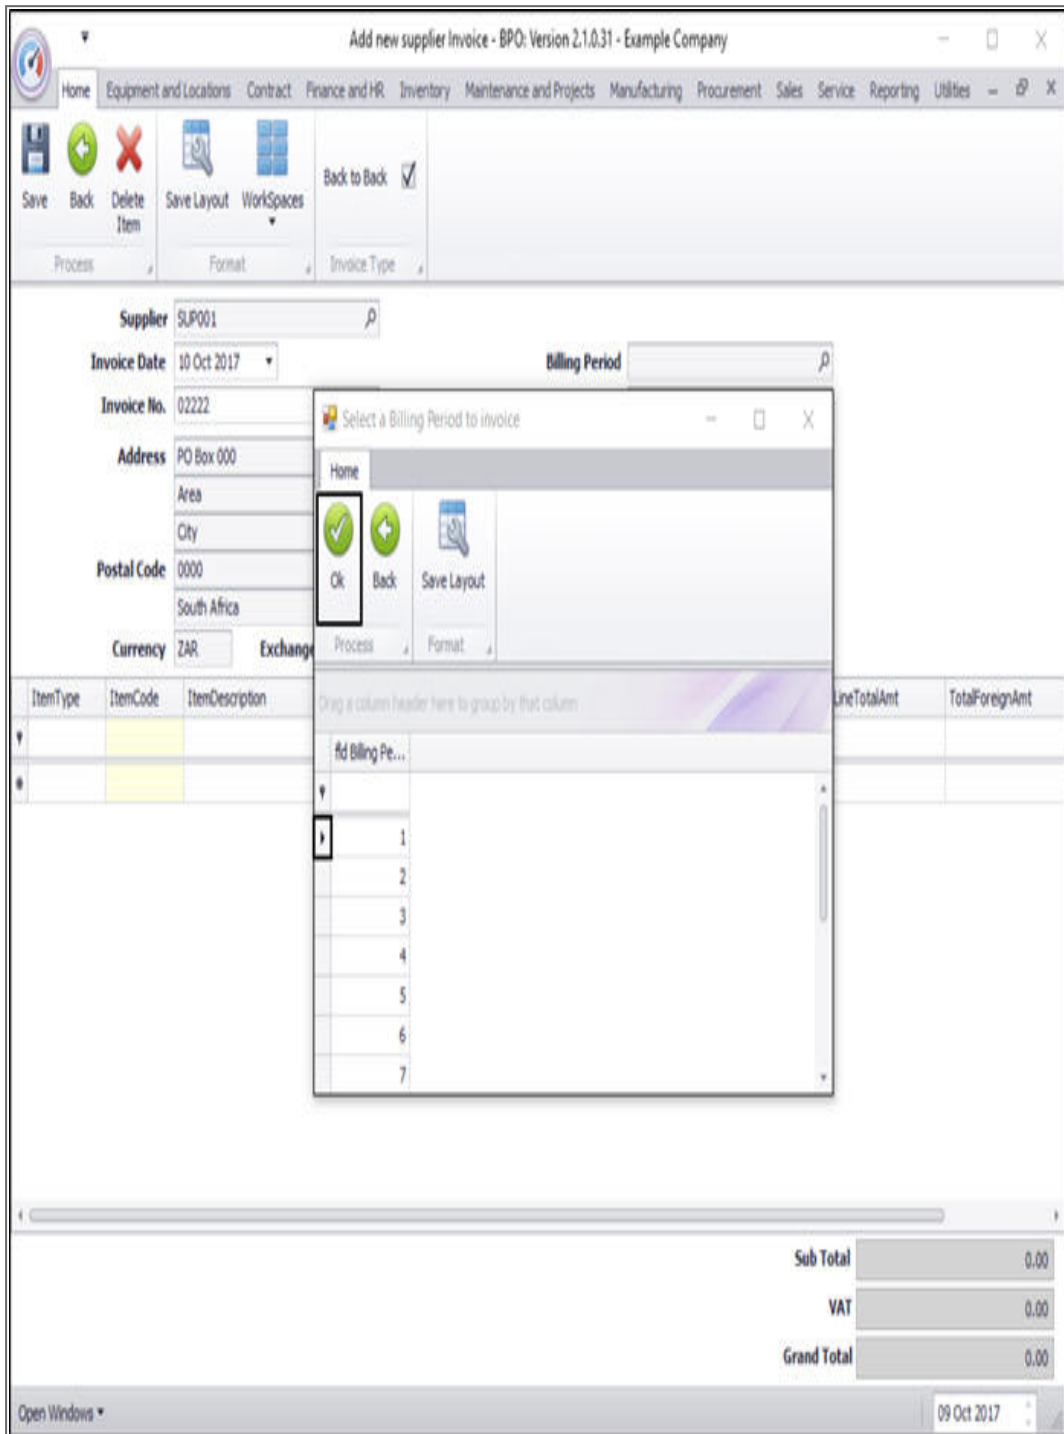 Add new supplier Invoice - BPO: Version 2.1.0.31 - Example Company
Home Equipment and Locations Contract Finance and HR Inventory Maintenance and Projects Manufacturing Procurement Sales Service Reporting Utilities
Save Back Delete Item Save Layout WorkSpaces Back to Back
Process Format Invoice Type
Supplier SUP001
Invoice Date 10 Oct 2017 Billing Period
Invoice No. 02222
Address PO Box 000
Area
City
Postal Code 0000
South Africa
Currency ZAR Exchange
ItemType ItemCode ItemDescription LineTotalAmt TotalForeignAmt
Select a Billing Period to invoice
Home
Ok Back Save Layout
Process Format
Drag a column header here to group by that column
fld Billing Pe...
1
2
3
4
5
6
7
Sub Total 0.00
VAT 0.00
Grand Total 0.00
Open Windows 09 Oct 2017